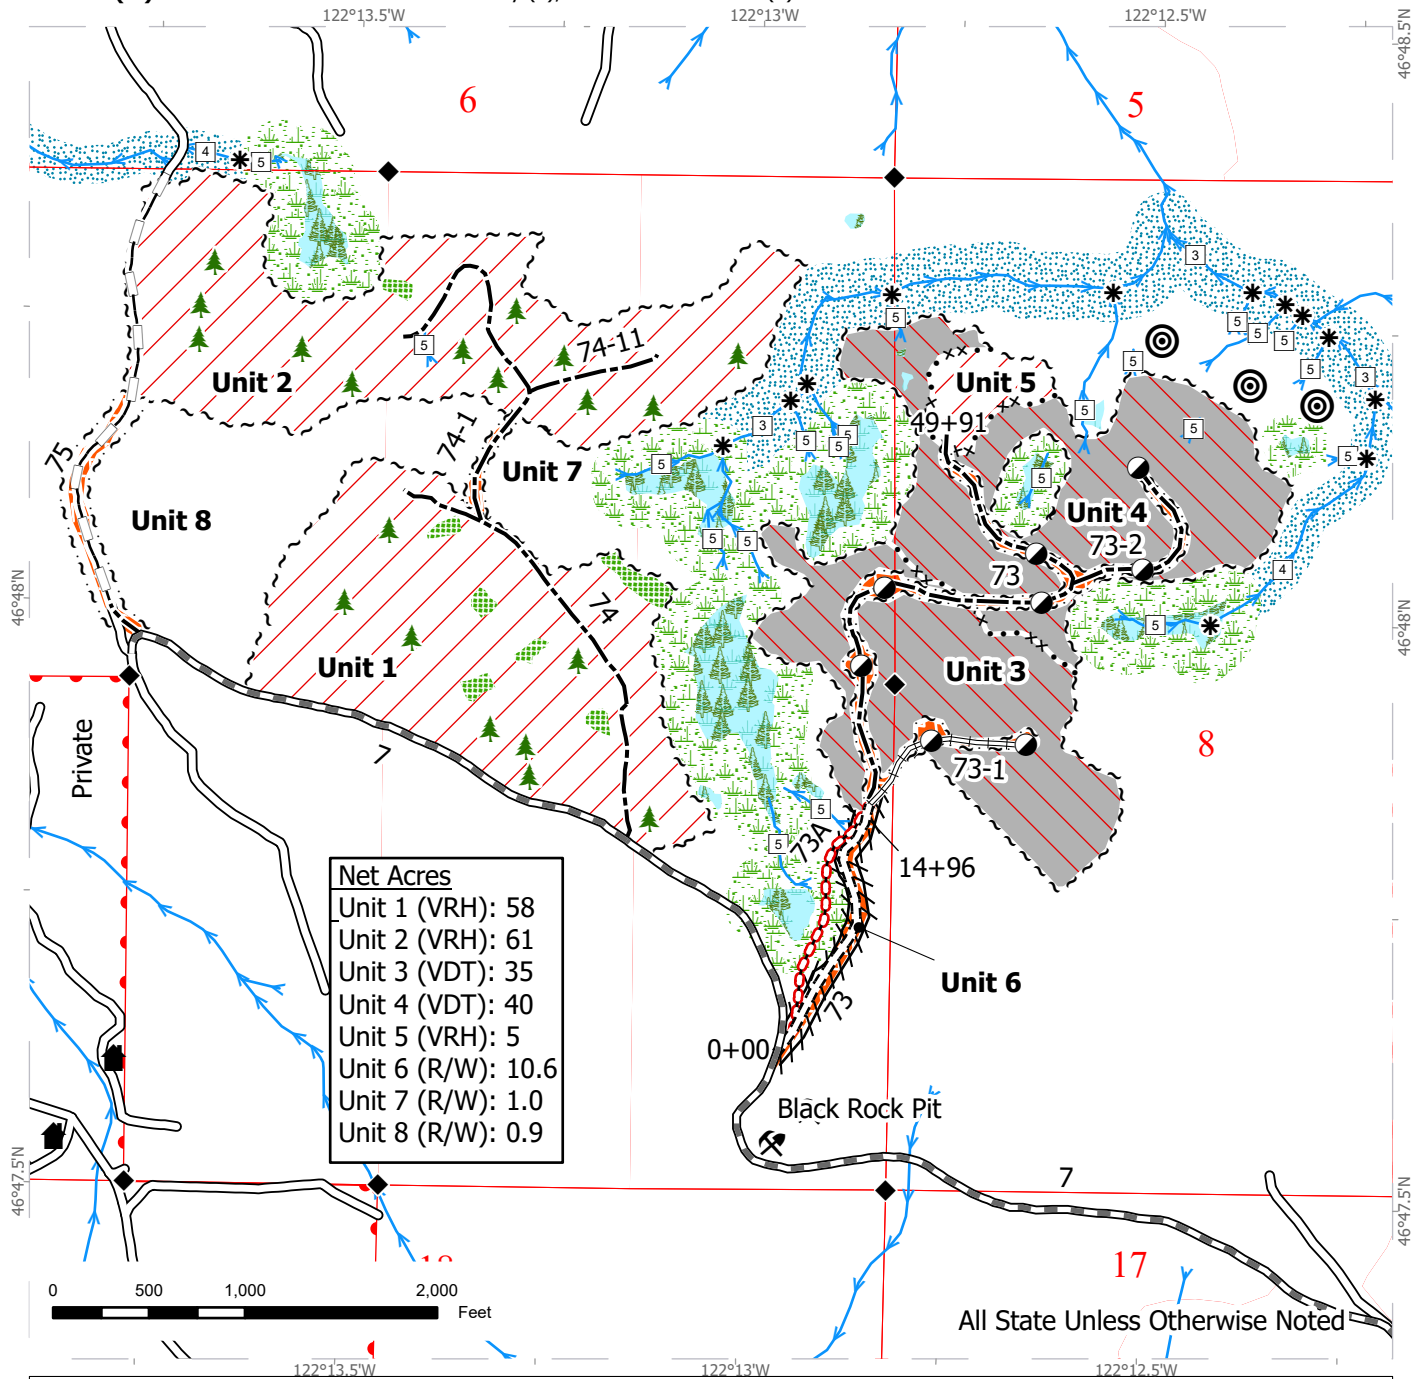 122°13.5'W
122°13'W
122°12.5'W
46°48.5'N
6
5
4
5
3
5
5
5
5
5
5
5
3
Unit 2
74-11
Unit 5
5
5
3
49+91
5
5
5
5
5
75
74-1
Unit 7
5
5
Unit 8
Unit 4
5
5
73-2
73
4
46°48'N
46°48'N
74
5
Unit 1
Unit 3
Private
7
8
73-1
5
73A
5
14+96
Net Acres
Unit 1 (VRH): 58
Unit 2 (VRH): 61
Unit 3 (VDT): 35
Unit 4 (VDT): 40
Unit 5 (VRH): 5
Unit 6 (R/W): 10.6
Unit 7 (R/W): 1.0
Unit 8 (R/W): 0.9
Unit 6
73
0+00
Black Rock Pit
46°47.5'N
46°47.5'N
7
18
17
0 500 1,000 2,000
Feet
All State Unless Otherwise Noted
122°13.5'W
122°13'W
122°12.5'W